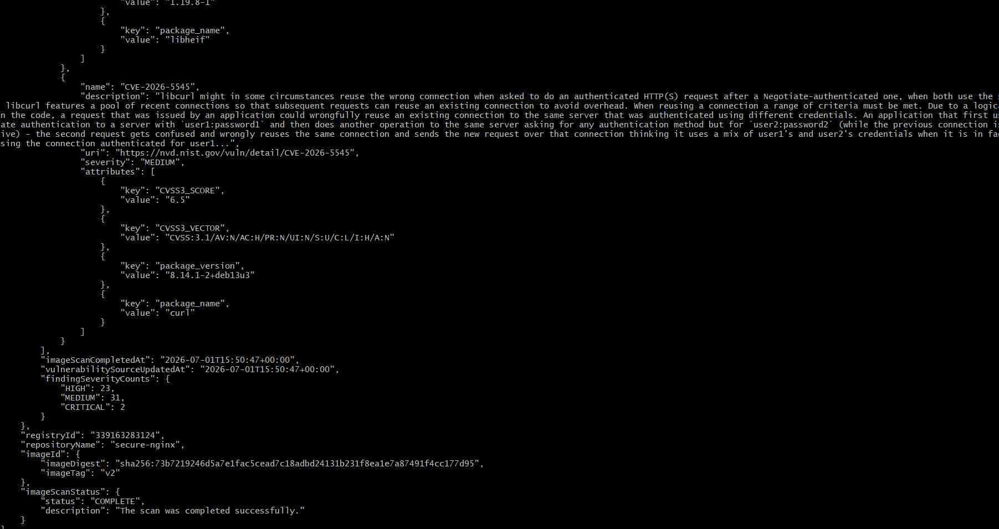 "value": "1.19.8-1"
},
{
"key": "package_name",
"value": "libheif"
}
]
},
{
"name": "CVE-2026-5545",
"description": "libcurl might in some circumstances reuse the wrong connection when asked to do an authenticated HTTP(S) request after a Negotiate-authenticated one, when both use the
libcurl features a pool of recent connections so that subsequent requests can reuse an existing connection to avoid overhead. When reusing a connection a range of criteria must be met. Due to a logic
n the code, a request that was issued by an application could wrongfully reuse an existing connection to the same server that was authenticated using different credentials. An application that first u
ate authentication to a server with `user1:password1` and then does another operation to the same server asking for any authentication method but for `user2:password2` (while the previous connection i
ive) - the second request gets confused and wrongly reuses the same connection and sends the new request over that connection thinking it uses a mix of user1's and user2's credentials when it is in fa
sing the connection authenticated for user1...",
"uri": "https://nvd.nist.gov/vuln/detail/CVE-2026-5545",
"severity": "MEDIUM",
"attributes": [
{
"key": "CVSS3_SCORE",
"value": "6.5"
},
{
"key": "CVSS3_VECTOR",
"value": "CVSS:3.1/AV:N/AC:H/PR:N/UI:N/S:U/C:L/I:H/A:N"
},
{
"key": "package_version",
"value": "8.14.1-2+deb13u3"
},
{
"key": "package_name",
"value": "curl"
}
]
}
],
"imageScanCompletedAt": "2026-07-01T15:50:47+00:00",
"vulnerabilitySourceUpdatedAt": "2026-07-01T15:50:47+00:00",
"findingSeverityCounts": {
"HIGH": 23,
"MEDIUM": 31,
"CRITICAL": 2
}
},
"registryId": "339163283124",
"repositoryName": "secure-nginx",
"imageId": {
"imageDigest": "sha256:73b7219246d5a7e1fac5cead7c18adbd24131b231f8ea1e7a87491f4cc177d95",
"imageTag": "v2"
},
"imageScanStatus": {
"status": "COMPLETE",
"description": "The scan was completed successfully."
}
}